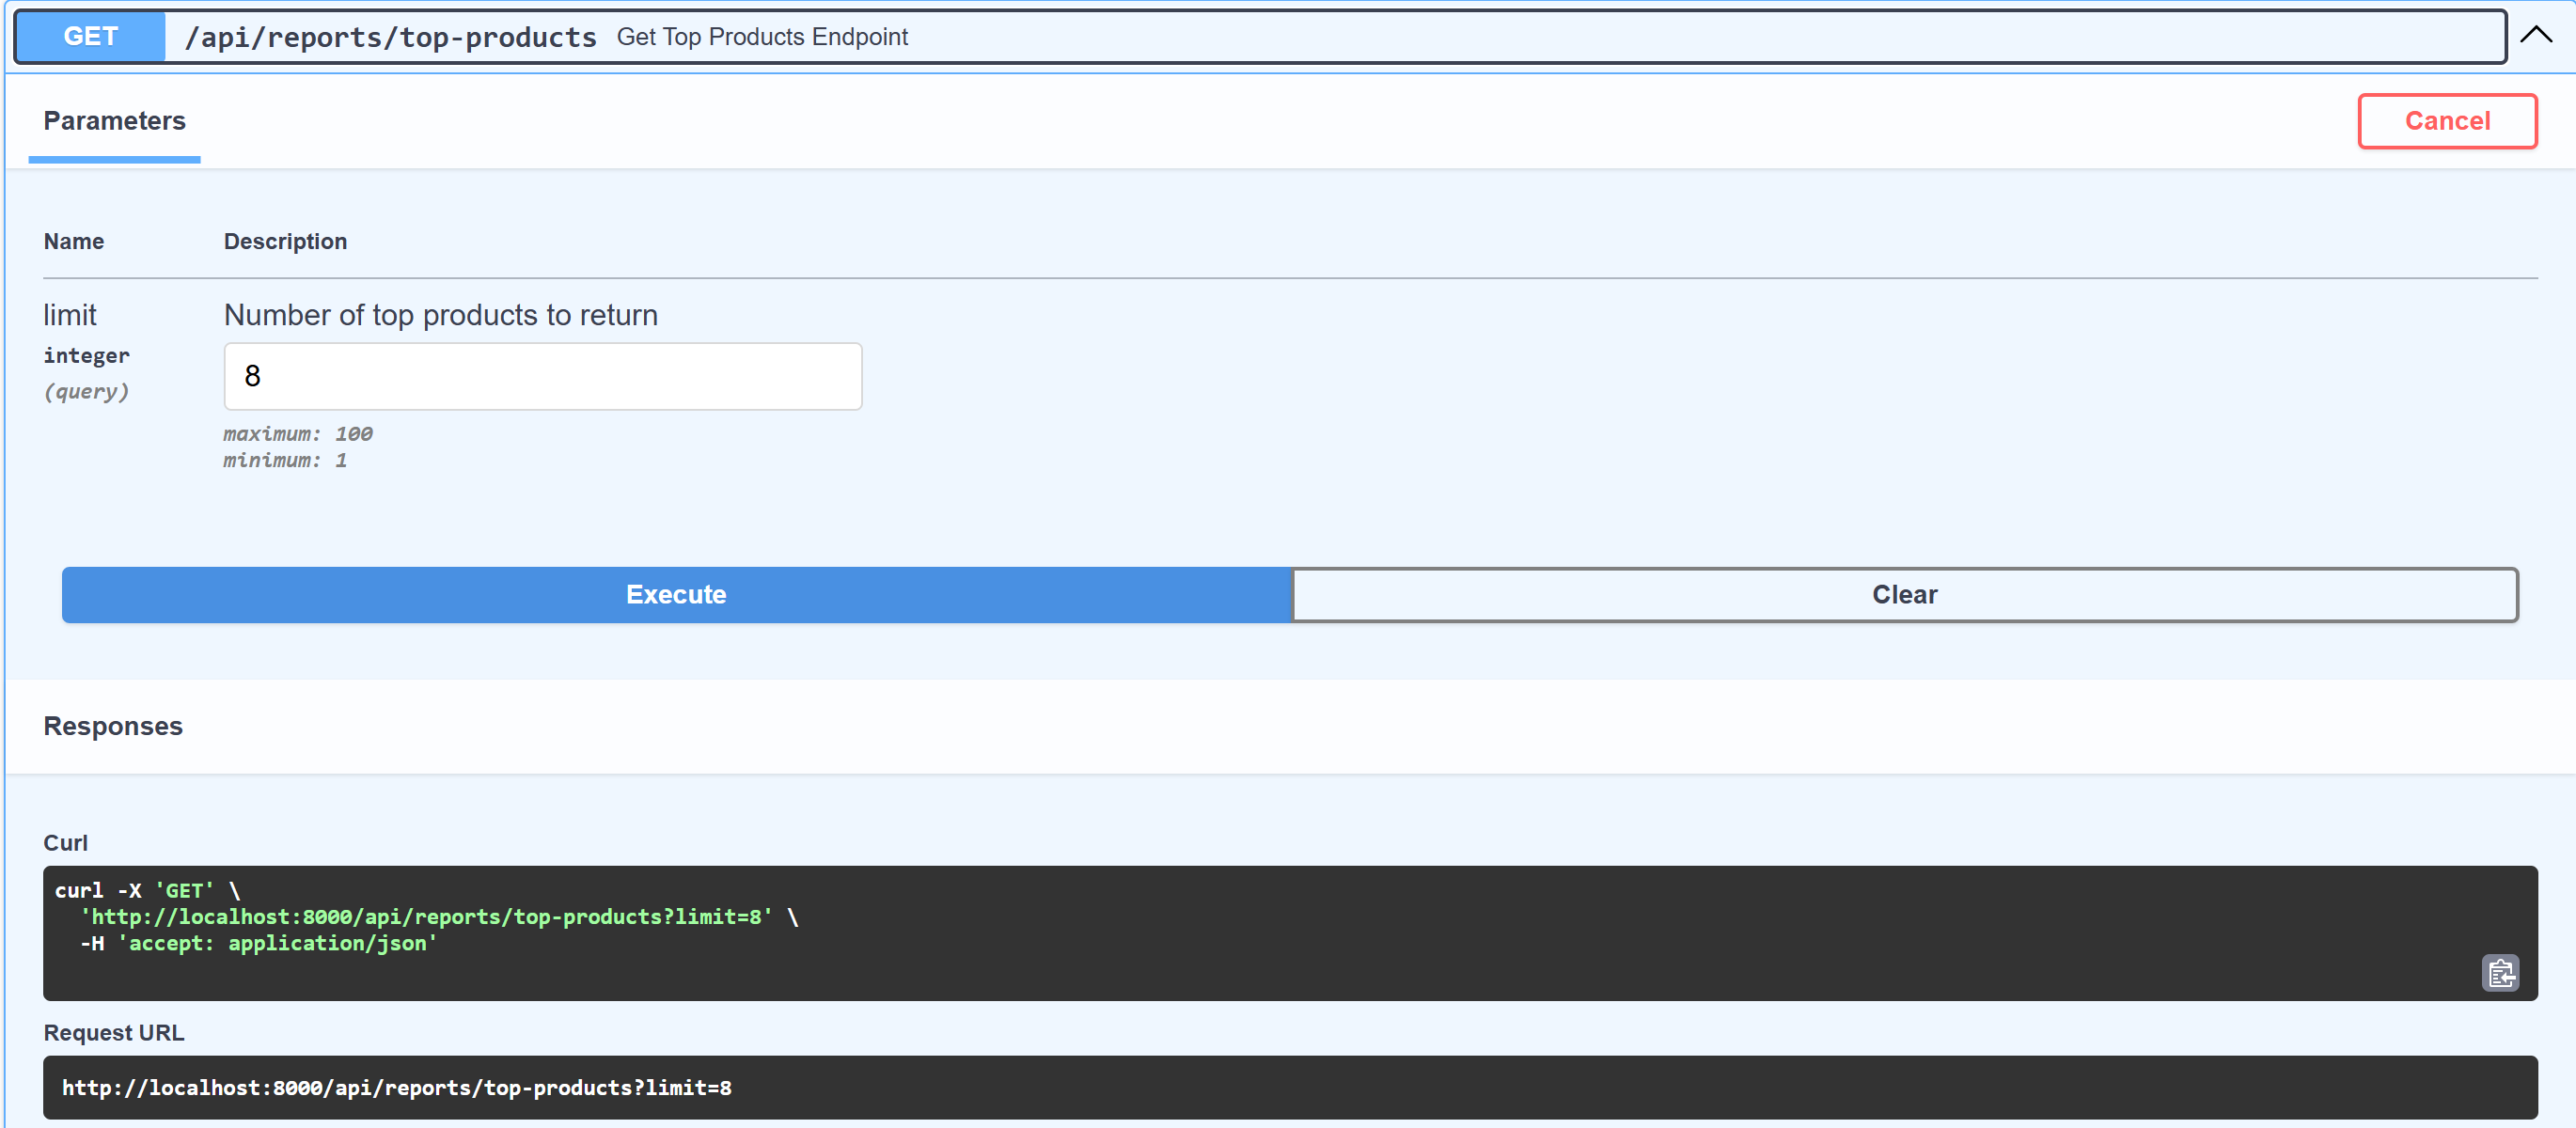 GET /api/reports/top-products Get Top Products Endpoint
Parameters
Cancel
Name Description
limit Number of top products to return
integer
8
(query)
maximum: 100
minimum: 1
Execute Clear
Responses
Curl
curl -X 'GET' \
'http://localhost:8000/api/reports/top-products?limit=8' \
-H 'accept: application/json'
Request URL
http://localhost:8000/api/reports/top-products?limit=8